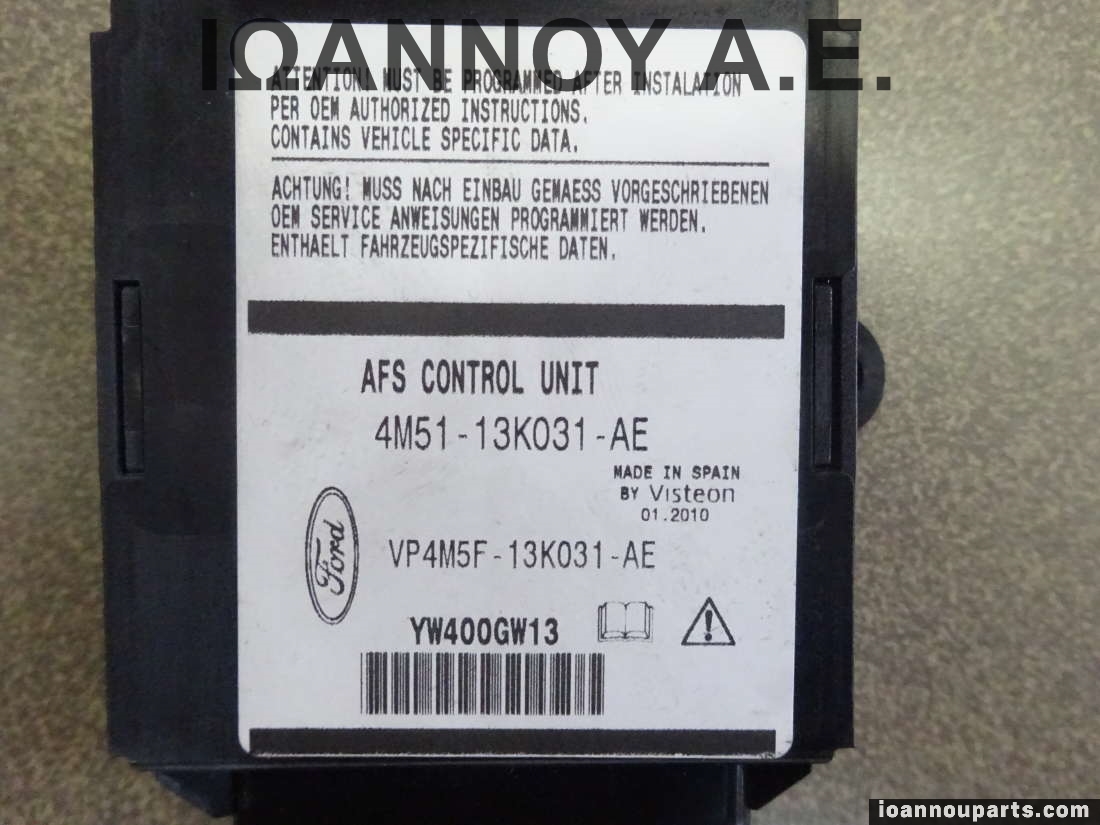 ΙΩΑΝΝΟΥ Α.Ε.
ATTENTION! MUST BE PROGRAMMED AFTER INSTALATION
PER OEM AUTHORIZED INSTRUCTIONS.
CONTAINS VEHICLE SPECIFIC DATA.
ACHTUNG! MUSS NACH EINBAU GEMAESS VORGESCHRIEBENEN
OEM SERVICE ANWEISUNGEN PROGRAMMIERT WERDEN.
ENTHAELT FAHRZEUGSPEZIFISCHE DATEN.
AFS CONTROL UNIT
4M51-13K031-AE
MADE IN SPAIN
BY Visteon
01.2010
Ford
VP4M5F-13K031-AE
YW400GW13
ioannouparts.com